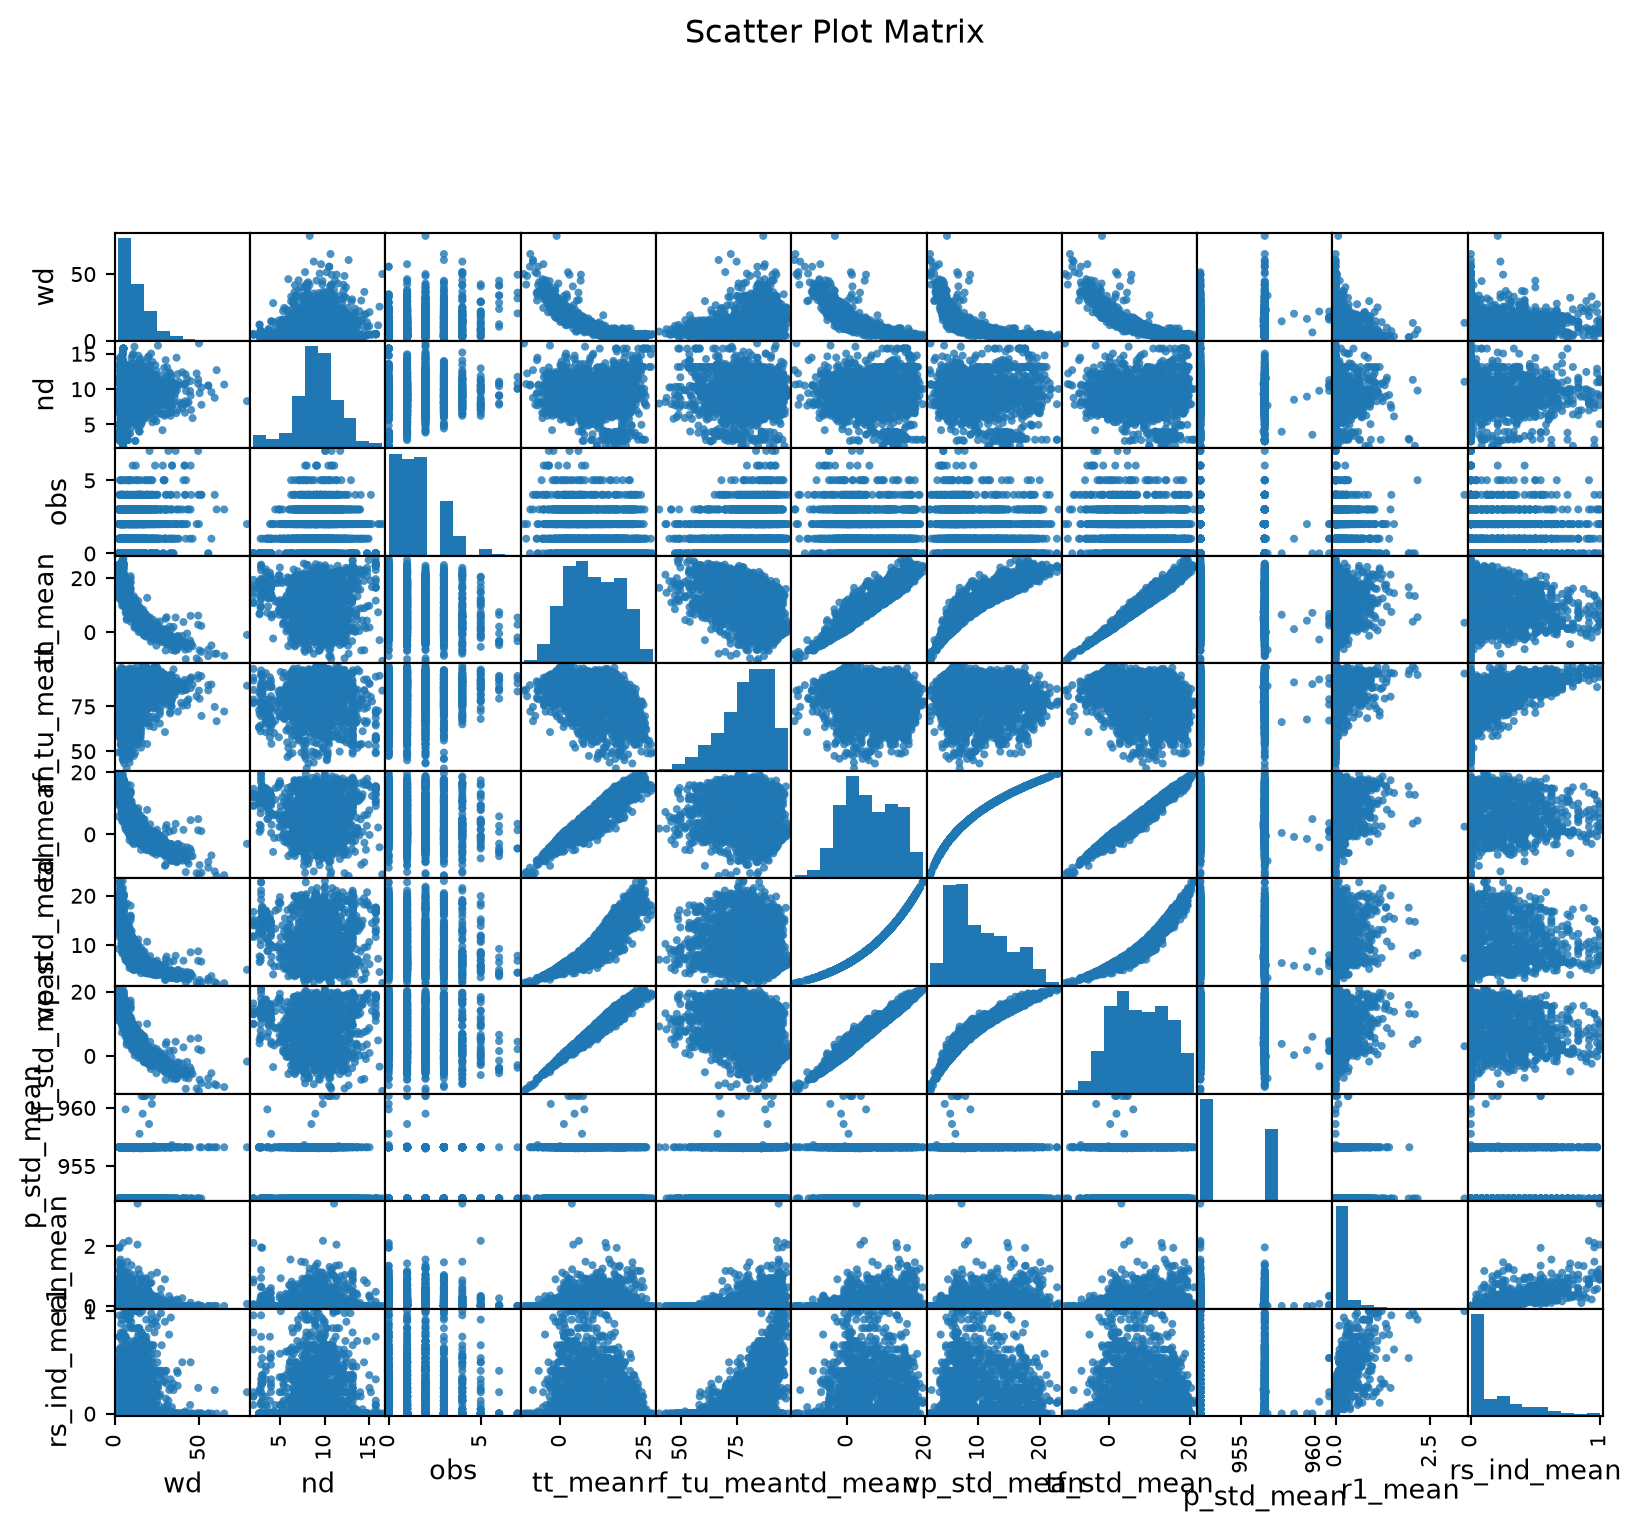 Scatter Plot Matrix
wd
50
0
nd
15
10
5
obs
5
0
tt_mean
20
0
rf_tu_mean
75
50
td_mean
20
0
vp_std_mean
20
10
tf_std_mean
20
0
p_std_mean
960
955
r1_mean
2
0
rs_ind_mean
1
0
0 50 5 10 15 0 5 0 25 50 75 0 20 10 20 0 20 955 960 0.0 2.5 0 1
wd nd obs tt_mean rf_tu_mean td_mean vp_std_mean tf_std_mean p_std_mean r1_mean rs_ind_mean